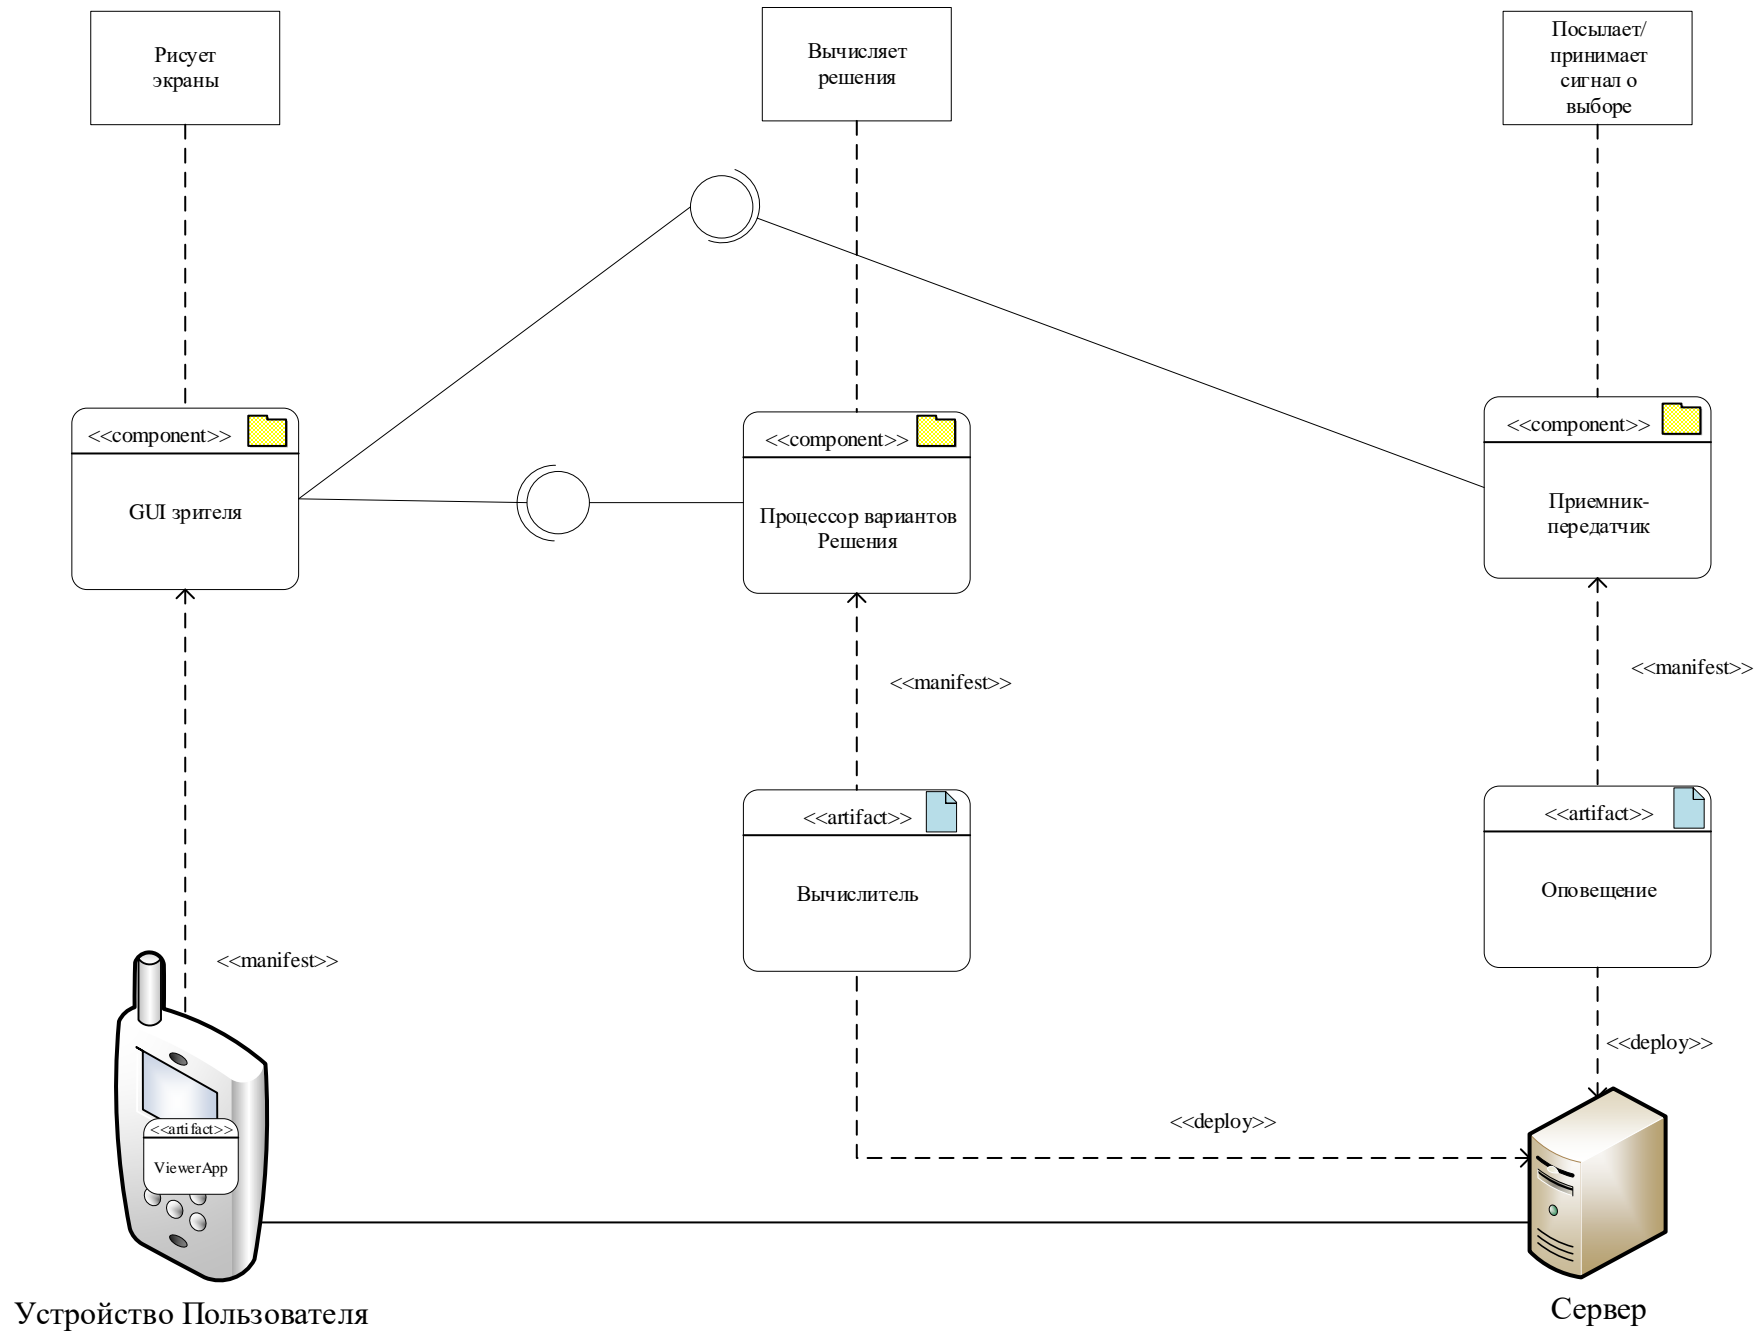 Рисует
экраны
Вычисляет
решения
Посылает/
принимает
сигнал о
выборе
<<component>>
GUI зрителя
<<component>>
Процессор вариантов
Решения
<<component>>
Приемник-
передатчик
<<manifest>>
<<manifest>>
<<artifact>>
Вычислитель
<<artifact>>
Оповещение
<<manifest>>
<<deploy>>
<<deploy>>
<<artifact>>
ViewerApp
Устройство Пользователя
Сервер